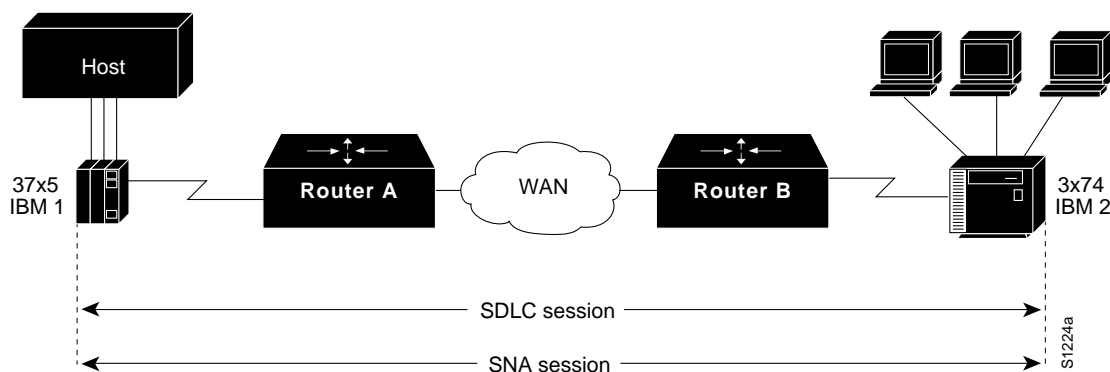 Host
37x5
IBM 1
Router A
WAN
Router B
3x74
IBM 2
SDLC session
SNA session
S1224a